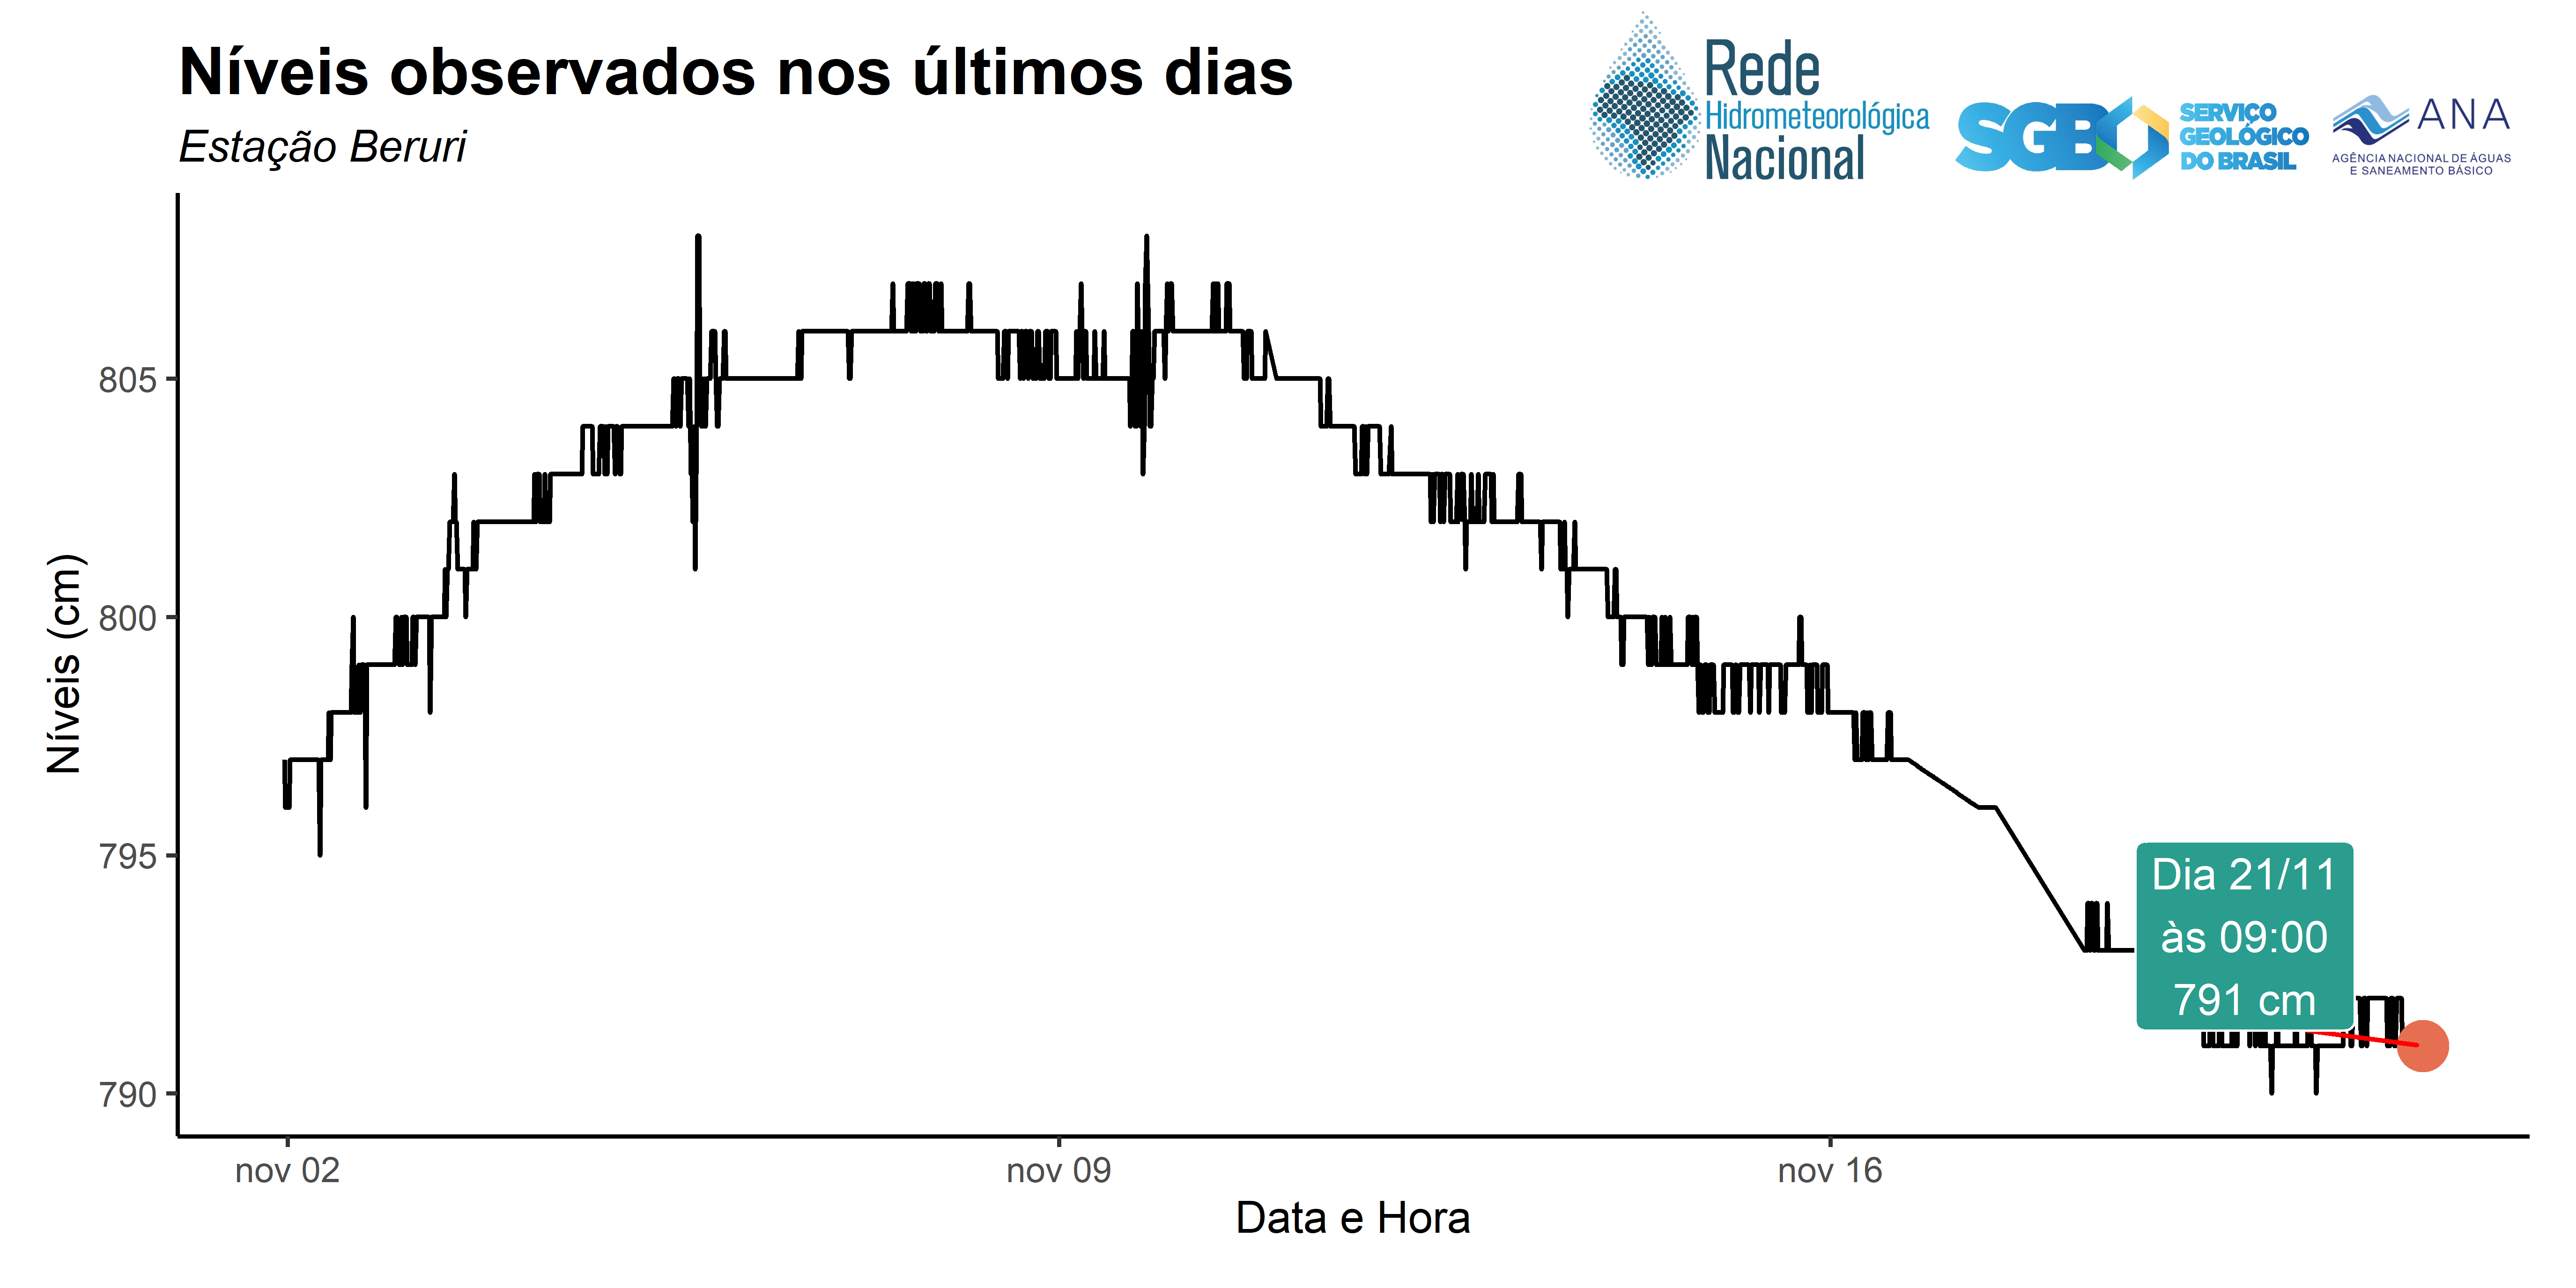 Níveis observados nos últimos dias
Estação Beruri
Rede
Hidrometeorológica
Nacional
SGB
SERVIÇO
GEOLÓGICO
DO BRASIL
ANA
AGÊNCIA NACIONAL DE ÁGUAS
E SANEAMENTO BÁSICO
Níveis (cm)
805
800
795
790
Dia 21/11
às 09:00
791 cm
nov 02
nov 09
nov 16
Data e Hora